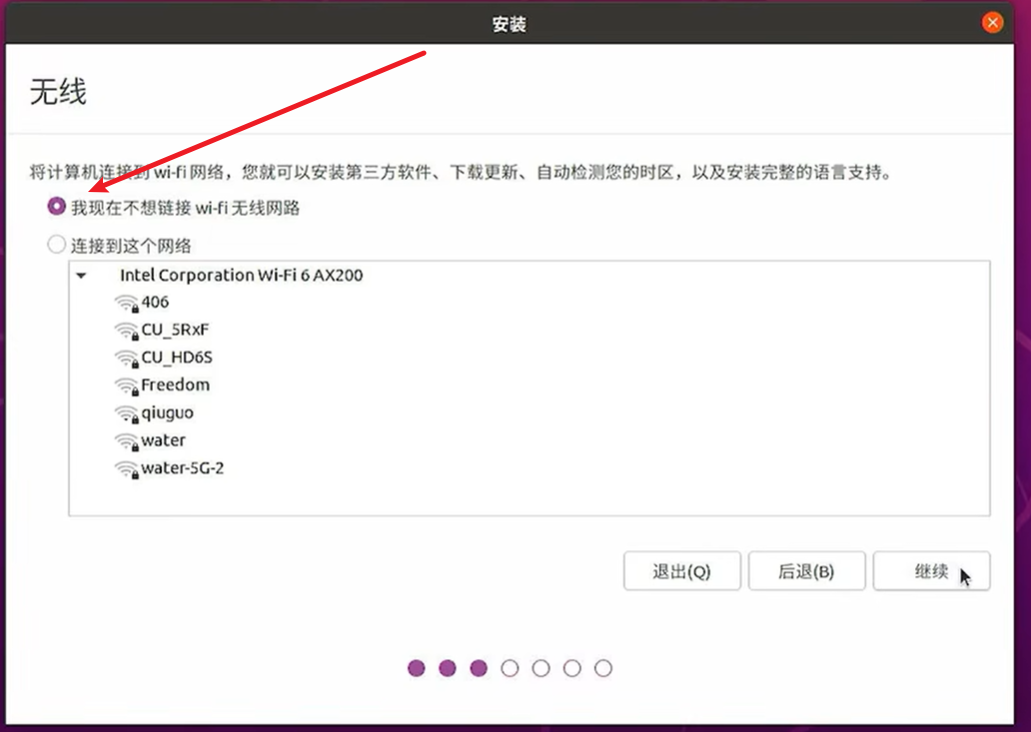 安装
无线
将计算机连接到 wi-fi 网络，您就可以安装第三方软件、下载更新、自动检测您的时区，以及安装完整的语言支持。
我现在不想链接 wi-fi 无线网路
连接到这个网络
Intel Corporation Wi-Fi 6 AX200
406
CU_5RxF
CU_HD6S
Freedom
qiuguo
water
water-5G-2
退出(Q)
后退(B)
继续